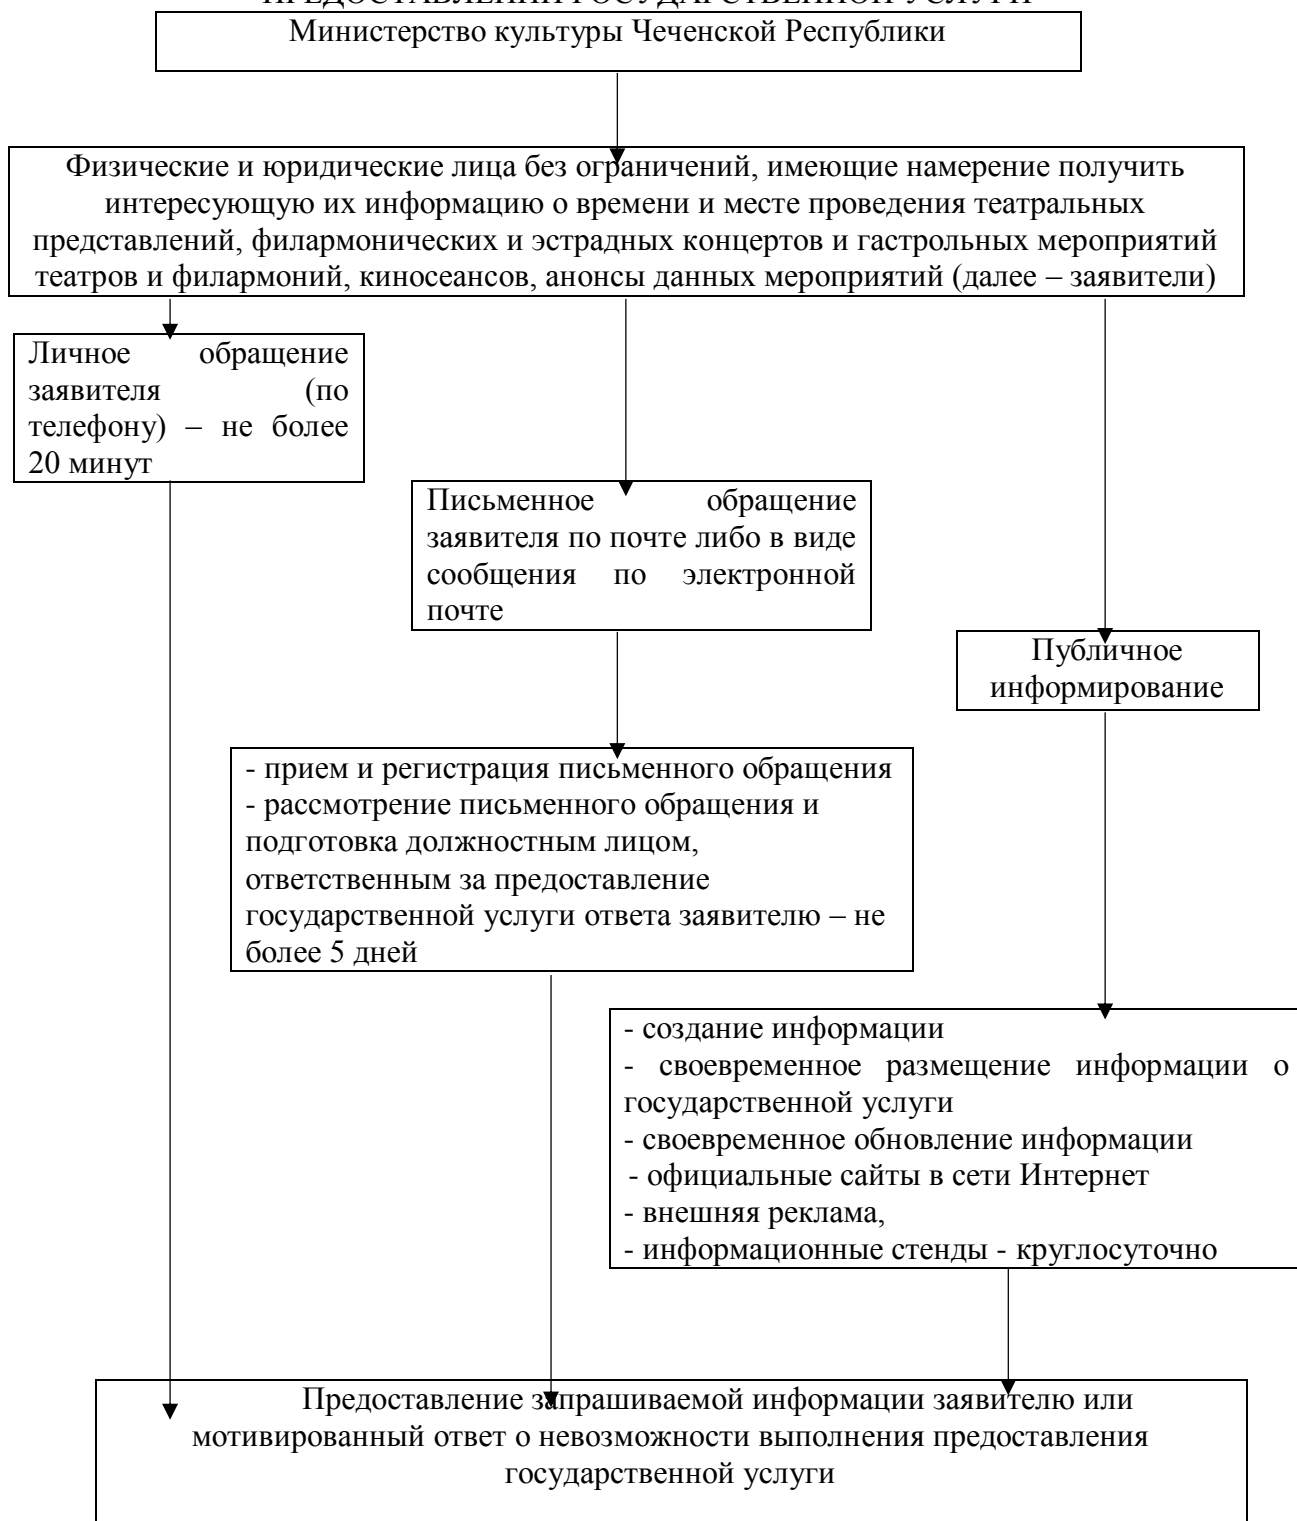 ПРЕДОСТАВЛЕНИИ ГОСУДАРСТВЕННОЙ УСЛУГИ
Министерство культуры Чеченской Республики
Физические и юридические лица без ограничений, имеющие намерение получить
интересующую их информацию о времени и месте проведения театральных
представлений, филармонических и эстрадных концертов и гастрольных мероприятий
театров и филармоний, киносеансов, анонсы данных мероприятий (далее – заявители)
Личное обращение
заявителя (по
телефону) – не более
20 минут
Письменное обращение
заявителя по почте либо в виде
сообщения по электронной
почте
Публичное
информирование
- прием и регистрация письменного обращения
- рассмотрение письменного обращения и
подготовка должностным лицом,
ответственным за предоставление
государственной услуги ответа заявителю – не
более 5 дней
- создание информации
- своевременное размещение информации о
государственной услуги
- своевременное обновление информации
- официальные сайты в сети Интернет
- внешняя реклама,
- информационные стенды - круглосуточно
Предоставление запрашиваемой информации заявителю или
мотивированный ответ о невозможности выполнения предоставления
государственной услуги